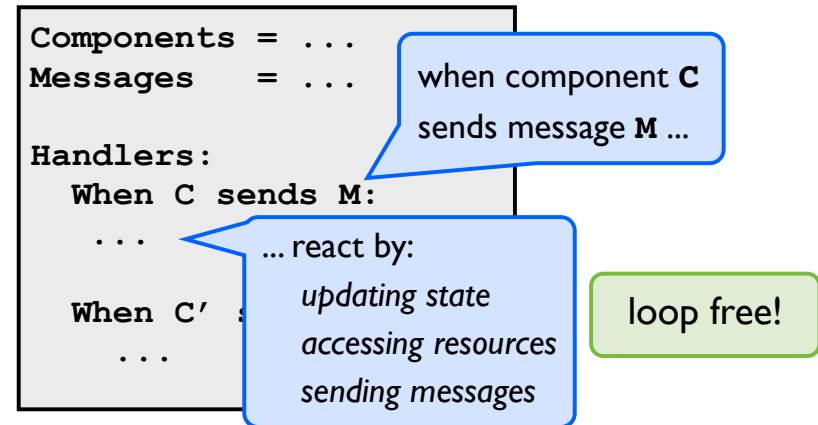 Components = ...
Messages = ...
when component C
sends message M ...
Handlers:
When C sends M:
...
... react by:
updating state
accessing resources
sending messages
When C′
...
loop free!